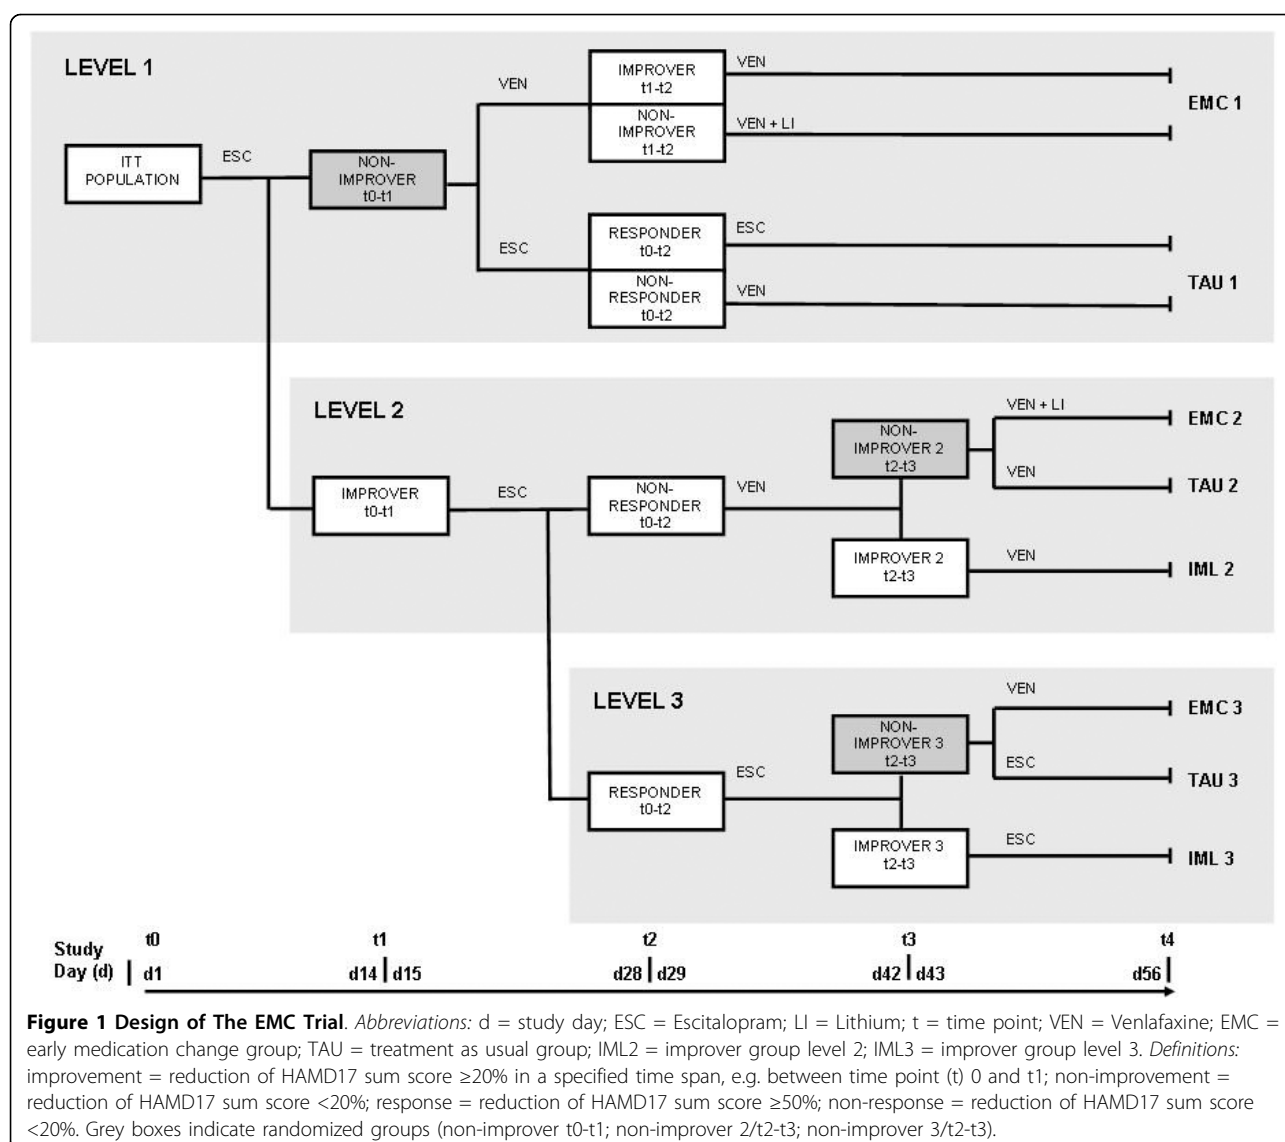 LEVEL 1
ITT
POPULATION
ESC
NON-
IMPROVER
t0-t1
VEN
IMPROVER
t1-t2
NON-
IMPROVER
t1-t2
VEN
VEN + LI
EMC 1
ESC
RESPONDER
t0-t2
NON-
RESPONDER
t0-t2
ESC
VEN
TAU 1
LEVEL 2
IMPROVER
t0-t1
ESC
NON-
RESPONDER
t0-t2
VEN
NON-
IMPROVER 2
t2-t3
IMPROVER 2
t2-t3
VEN + LI
EMC 2
VEN
TAU 2
VEN
IML 2
LEVEL 3
RESPONDER
t0-t2
ESC
NON-
IMPROVER 3
t2-t3
IMPROVER 3
t2-t3
VEN
EMC 3
ESC
TAU 3
ESC
IML 3
t0 t1 t2 t3 t4
Study
Day (d) d1 d14 d15 d28 d29 d42 d43 d56
Figure 1 Design of The EMC Trial. Abbreviations: d = study day; ESC = Escitalopram; LI = Lithium; t = time point; VEN = Venlafaxine; EMC =
early medication change group; TAU = treatment as usual group; IML2 = improver group level 2; IML3 = improver group level 3. Definitions:
improvement = reduction of HAMD17 sum score ≥20% in a specified time span, e.g. between time point (t) 0 and t1; non-improvement =
reduction of HAMD17 sum score <20%; response = reduction of HAMD17 sum score ≥50%; non-response = reduction of HAMD17 sum score
<20%. Grey boxes indicate randomized groups (non-improver t0-t1; non-improver 2/t2-t3; non-improver 3/t2-t3).